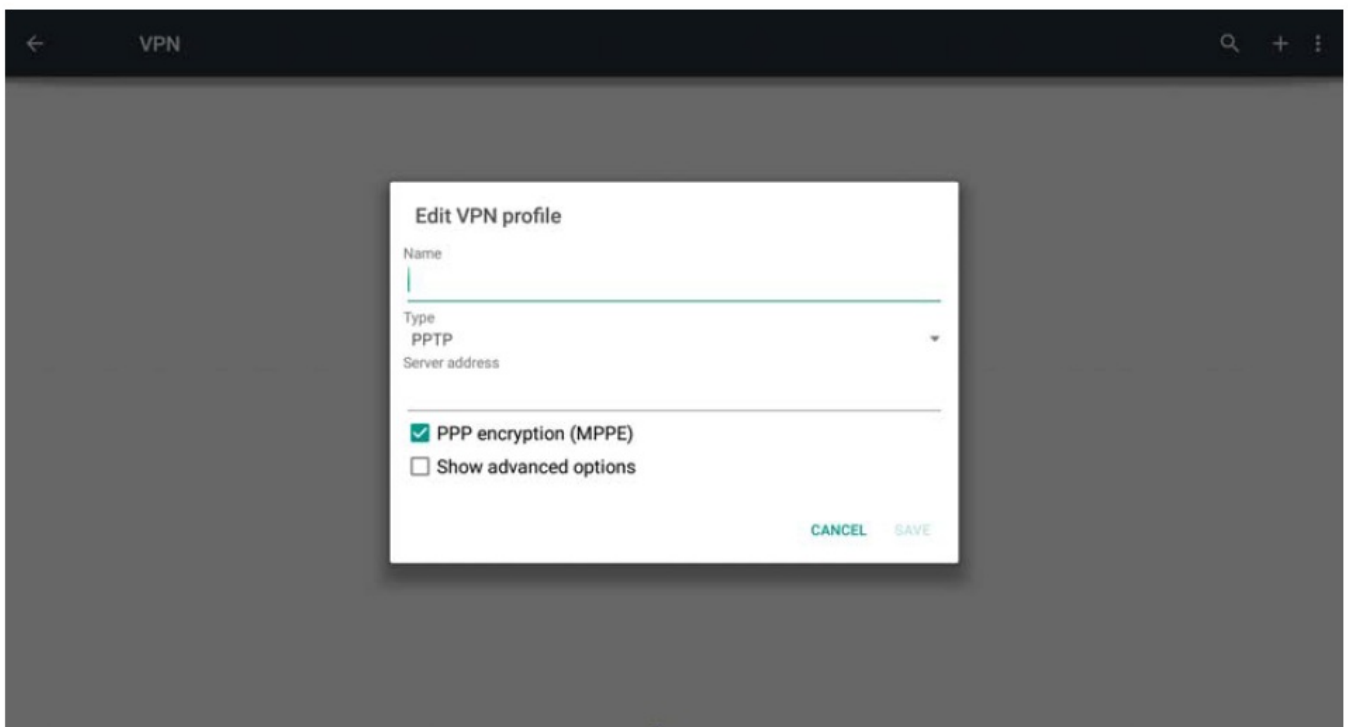 VPN
Edit VPN profile
Name
Type
PPTP
Server address
PPP encryption (MPPE)
Show advanced options
CANCEL SAVE